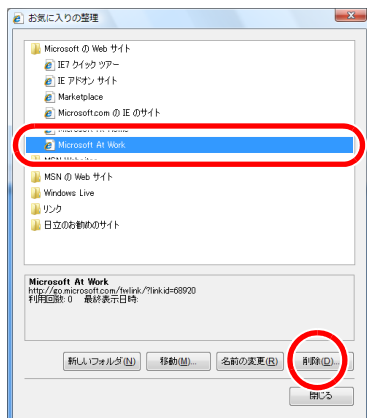 お気に入りの整理
Microsoft の Web サイト
IE7 クイック ツアー
IE アドオン サイト
Marketplace
Microsoft.com の IE のサイト
Microsoft At Home
Microsoft At Work
MSN Websites
MSN の Web サイト
Windows Live
リンク
日立のお勧めのサイト
Microsoft At Work
http://go.microsoft.com/fwlink/?linkid=68920
利用回数: 0 最終表示日時:
新しいフォルダ(N) 移動(M)... 名前の変更(R) 削除(D)...
閉じる